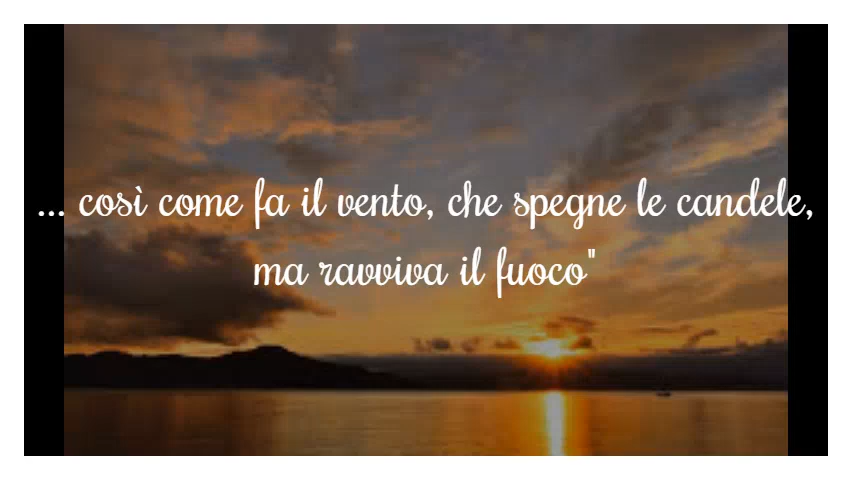 ... così come fa il vento, che spegne le candele,
ma ravviva il fuoco"